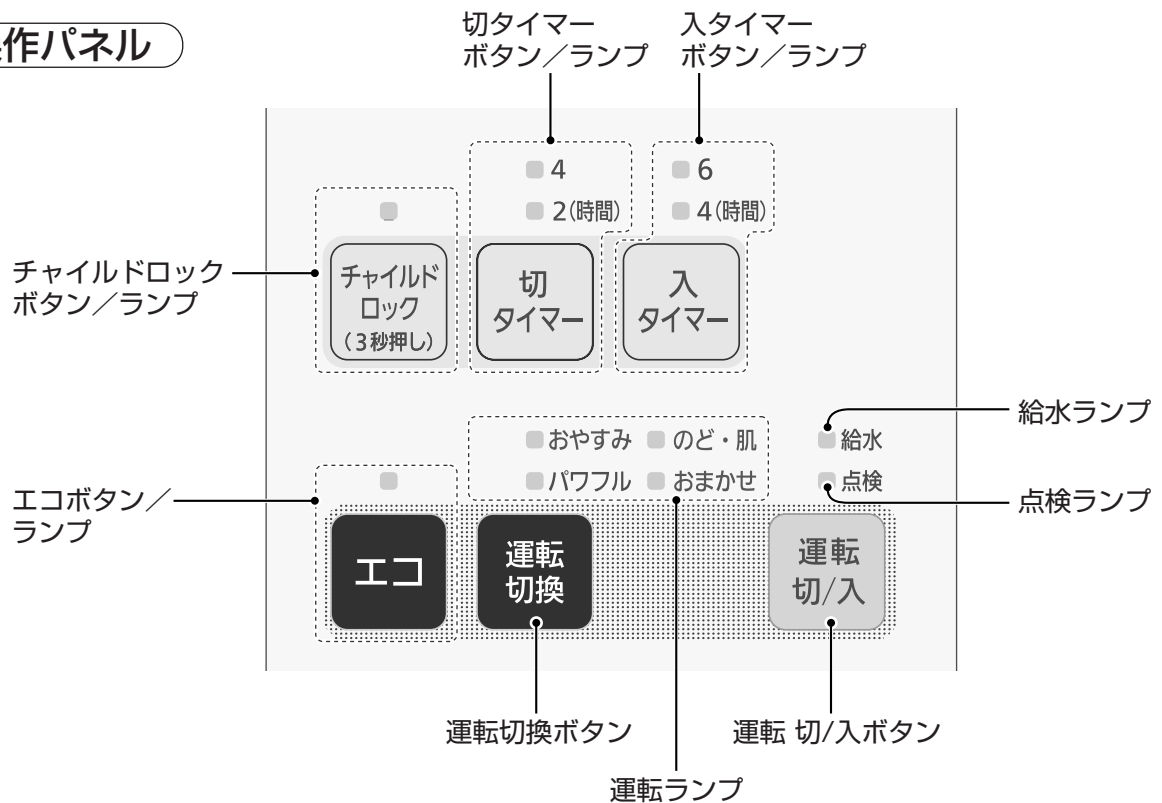 作パネル
切タイマー
ボタン／ランプ
入タイマー
ボタン／ランプ
4
2(時間)
6
4(時間)
チャイルドロック
ボタン／ランプ
チャイルド
ロック
(3秒押し)
切
タイマー
入
タイマー
おやすみ
のど・肌
給水
給水ランプ
パワフル
おまかせ
点検
点検ランプ
エコボタン／
ランプ
エコ
運転
切換
運転
切/入
運転切換ボタン
運転 切/入ボタン
運転ランプ